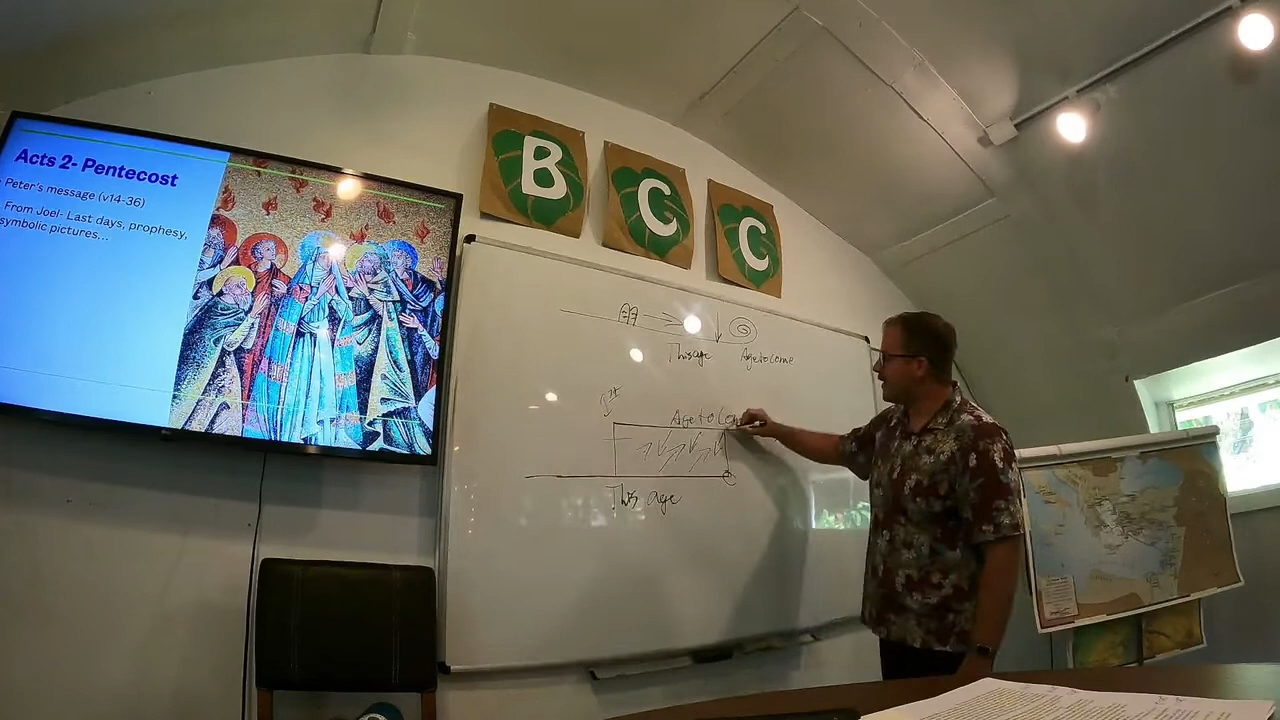 Acts 2- Pentecost
Peter's message (v14-36)
From Joel- Last days, prophesy,
symbolic pictures...
B
C
C
This age
Age to come
Age to
This age